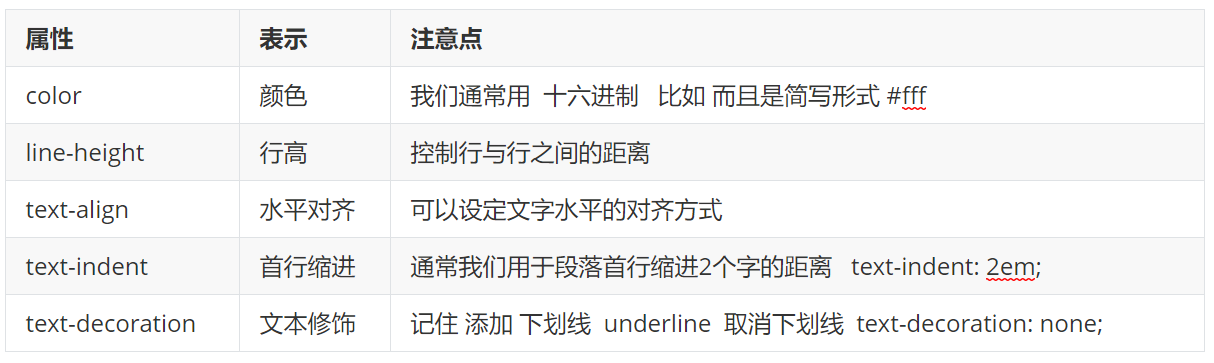 属性 表示 注意点
color 颜色 我们通常用 十六进制 比如 而且是简写形式 #fff
line-height 行高 控制行与行之间的距离
text-align 水平对齐 可以设定文字水平的对齐方式
text-indent 首行缩进 通常我们用于段落首行缩进2个字的距离 text-indent: 2em;
text-decoration 文本修饰 记住 添加 下划线 underline 取消下划线 text-decoration: none;